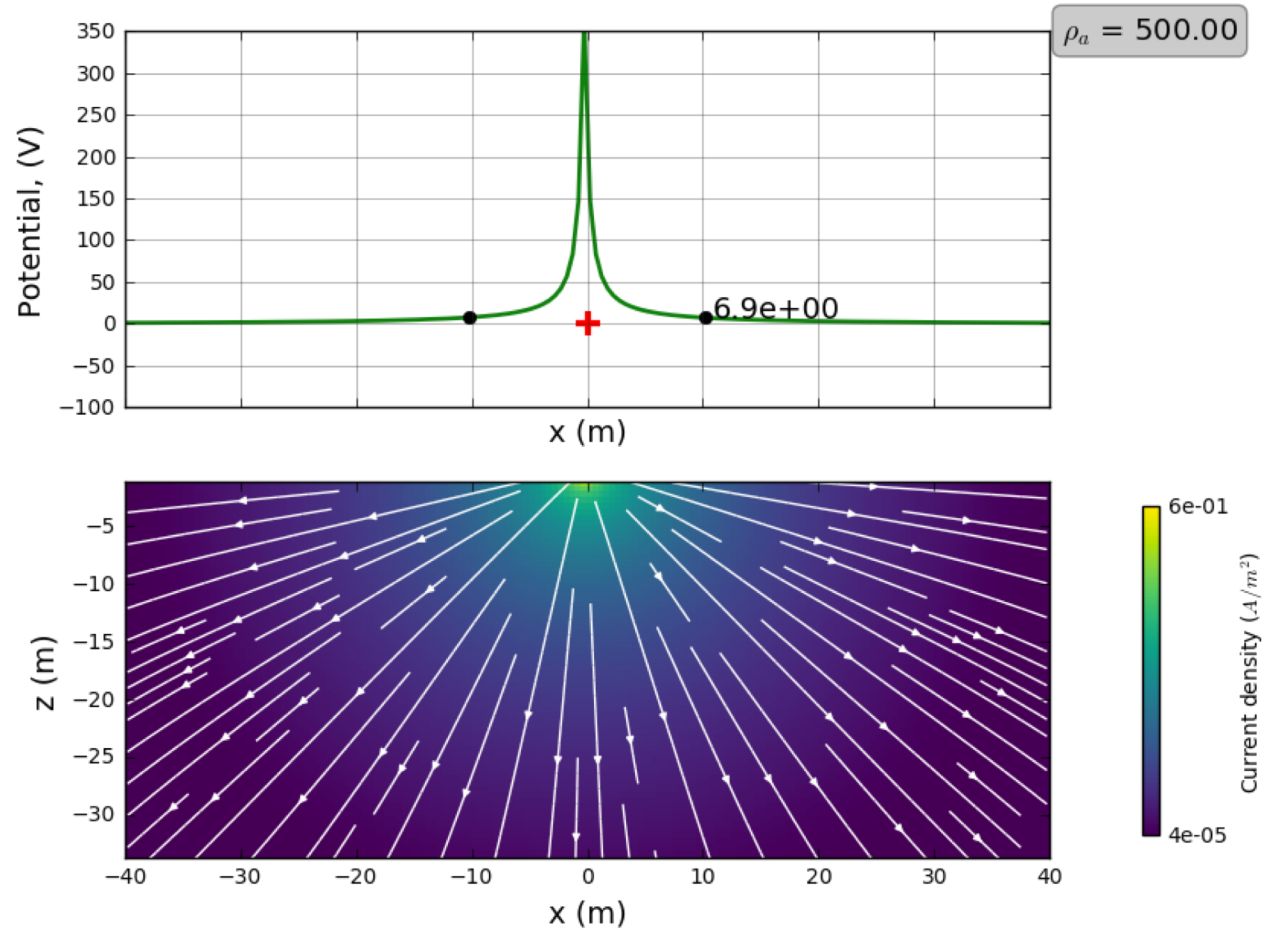 ρa = 500.00
350
300
250
200
150
100
50
0
−50
−100
Potential, (V)
6.9e+00
x (m)
−5
−10
−15
−20
−25
−30
z (m)
−40 −30 −20 −10 0 10 20 30 40
x (m)
6e-01
4e-05
Current density (A/m²)